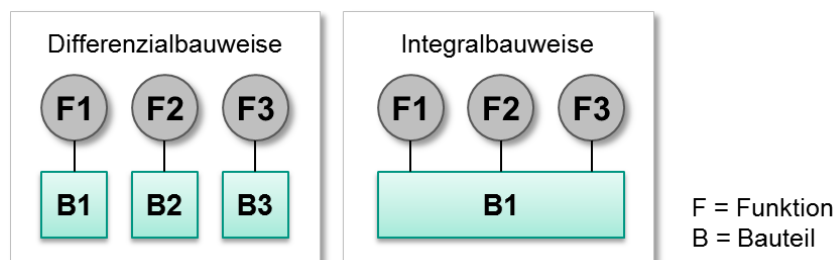 Differenzialbauweise
F1 F2 F3
B1 B2 B3
Integralbauweise
F1 F2 F3
B1
F = Funktion
B = Bauteil